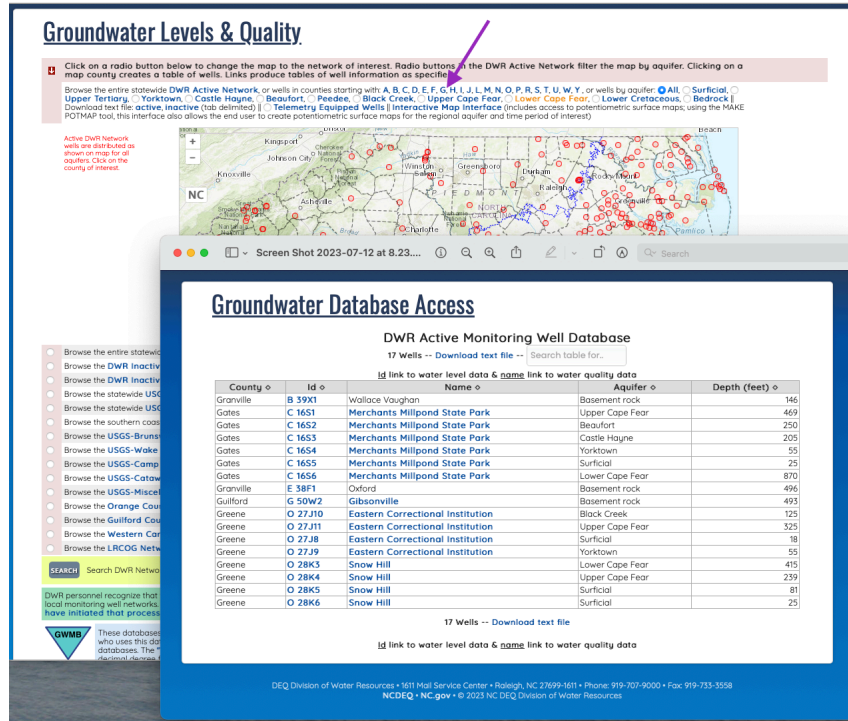 Groundwater Levels & Quality
Click on a radio button below to change the map to the network of interest. Radio buttons in the DWR Active Network filter the map by aquifer. Clicking on a
map county creates a table of wells. Links produce tables of well information as specified
Browse the entire statewide DWR Active Network, or wells in counties starting with: A, B, C, D, E, F, G, H, I, J, L, M, N, O, P, R, S, T, U, W, Y, or wells by aquifer: All, Surficial,
Upper Tertiary, Yorktown, Castle Hayne, Beaufort, Peedee, Black Creek, Upper Cape Fear, Lower Cape Fear, Lower Cretaceous, Bedrock ||
Download text file: active, inactive (tab delimited) || Telemetry Equipped Wells || Interactive Map Interface (includes access to potentiometric surface maps; using the MAKE
POTMAP tool, this interface also allows the end user to create potentiometric surface maps for the regional aquifer and time period of interest)
Active DWR Network
wells are distributed as
shown on map for all
aquifers. Click on the
county of interest.
+
−
NC
Kingsport
Bristol
Beach
Johnson City
Cherokee
National
Forest
Knoxville
Winston
Salem
Greensboro
Durham
Rocky Mount
Raleigh
PIEDMONT
Asheville
NORTH
CAROLINA
Greenville
Charlotte
Pamlico
Screen Shot 2023-07-12 at 8.23....
Search
Groundwater Database Access
DWR Active Monitoring Well Database
17 Wells -- Download text file -- Search table for..
Id link to water level data & name link to water quality data
County Id Name Aquifer Depth (feet)
Granville B 39X1 Wallace Vaughan Basement rock 146
Gates C 16S1 Merchants Millpond State Park Upper Cape Fear 469
Gates C 16S2 Merchants Millpond State Park Beaufort 250
Gates C 16S3 Merchants Millpond State Park Castle Hayne 205
Gates C 16S4 Merchants Millpond State Park Yorktown 55
Gates C 16S5 Merchants Millpond State Park Surficial 25
Gates C 16S6 Merchants Millpond State Park Lower Cape Fear 870
Granville E 38F1 Oxford Basement rock 496
Guilford G 50W2 Gibsonville Basement rock 493
Greene O 27J10 Eastern Correctional Institution Black Creek 125
Greene O 27J11 Eastern Correctional Institution Upper Cape Fear 325
Greene O 27J8 Eastern Correctional Institution Surficial 18
Greene O 27J9 Eastern Correctional Institution Yorktown 55
Greene O 28K3 Snow Hill Lower Cape Fear 415
Greene O 28K4 Snow Hill Upper Cape Fear 239
Greene O 28K5 Snow Hill Surficial 81
Greene O 28K6 Snow Hill Surficial 25
17 Wells -- Download text file
Id link to water level data & name link to water quality data
DEQ Division of Water Resources • 1611 Mail Service Center • Raleigh, NC 27699-1611 • Phone: 919-707-9000 • Fax: 919-733-3558
NCDEQ • NC.gov • © 2023 NC DEQ Division of Water Resources
Browse the entire statewid
Browse the DWR Inactiv
Browse the DWR Inactiv
Browse the statewide USG
Browse the statewide USG
Browse the southern coas
Browse the USGS-Bruns
Browse the USGS-Wake
Browse the USGS-Camp
Browse the USGS-Cataw
Browse the USGS-Miscel
Browse the Orange Cou
Browse the Guilford Cou
Browse the Western Car
Browse the LRCOG Netw
SEARCH Search DWR Netwo
DWR personnel recognize that
local monitoring well networks.
have initiated that process
GWMB
These databases
who uses this dat
databases. The "
decimal degree f